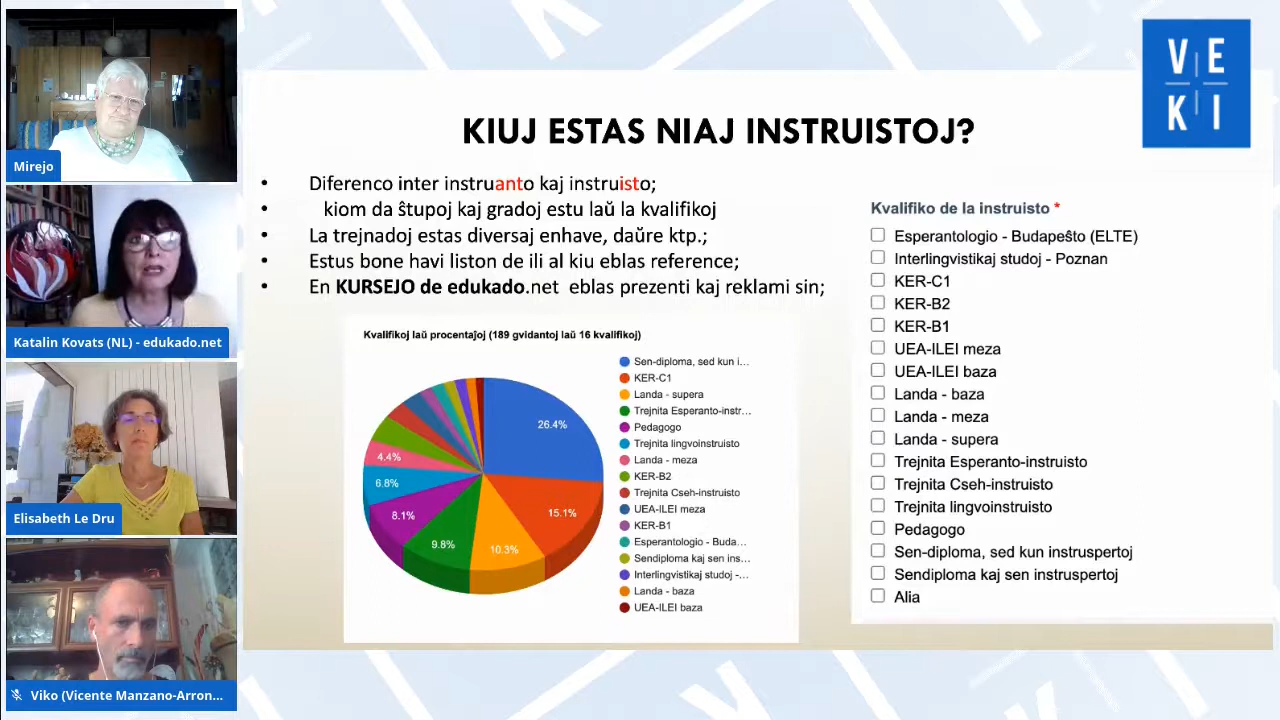 Mirejo
Katalin Kovats (NL) - edukado.net
Elisabeth Le Dru
Viko (Vicente Manzano-Arron...
V E
K I
KIUJ ESTAS NIAJ INSTRUISTOJ?
• Diferenco inter instruanto kaj instruisto;
• kiom da ŝtupoj kaj gradoj estu laŭ la kvalifikoj
• La trejnadoj estas diversaj enhave, daŭre ktp.;
• Estus bone havi liston de ili al kiu eblas reference;
• En KURSEJO de edukado.net eblas prezenti kaj reklami sin;
Kvalifikoj laŭ procentaĵoj (189 gvidantoj laŭ 16 kvalifikoj)
26.4%
15.1%
10.3%
9.8%
8.1%
6.8%
4.4%
Sen-diploma, sed kun i...
KER-C1
Landa - supera
Trejnita Esperanto-instr...
Pedagogo
Trejnita lingvoinstruisto
Landa - meza
KER-B2
Trejnita Cseh-instruisto
UEA-ILEI meza
KER-B1
Esperantologio - Buda...
Sendiploma kaj sen ins...
Interlingvistikaj studoj -...
Landa - baza
UEA-ILEI baza
Kvalifiko de la instruisto *
Esperantologio - Budapeŝto (ELTE)
Interlingvistikaj studoj - Poznan
KER-C1
KER-B2
KER-B1
UEA-ILEI meza
UEA-ILEI baza
Landa - baza
Landa - meza
Landa - supera
Trejnita Esperanto-instruisto
Trejnita Cseh-instruisto
Trejnita lingvoinstruisto
Pedagogo
Sen-diploma, sed kun instruspertoj
Sendiploma kaj sen instruspertoj
Alia